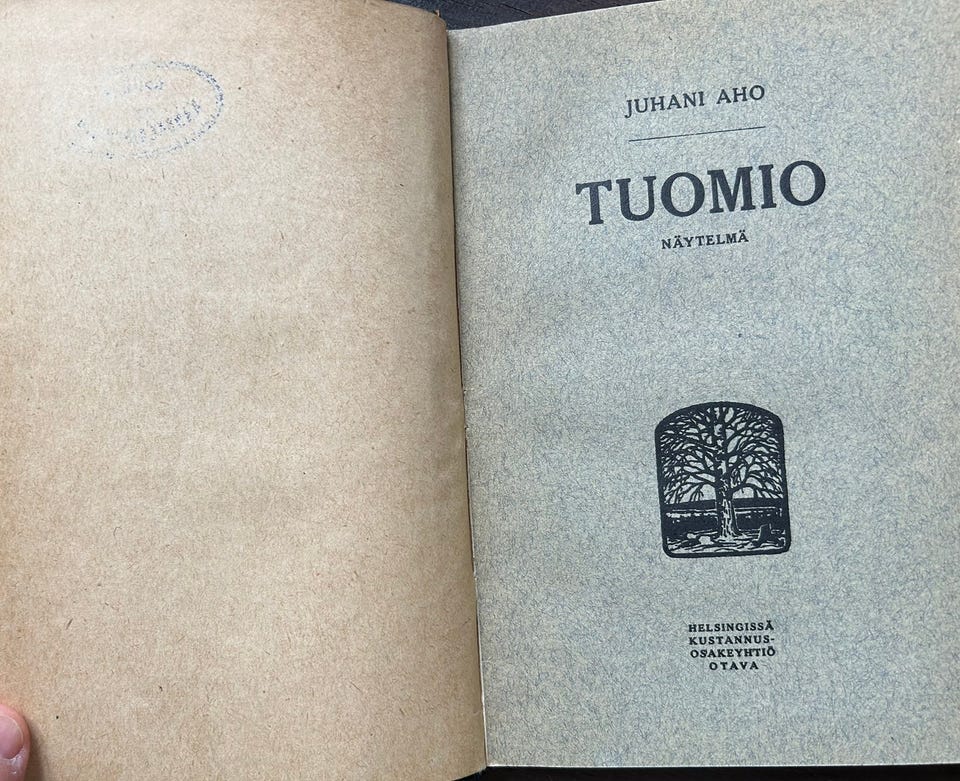 JUHANI AHO
TUOMIO
NÄYTELMÄ
HELSINGISSÄ
KUSTANNUS-
OSAKEYHTIÖ
OTAVA